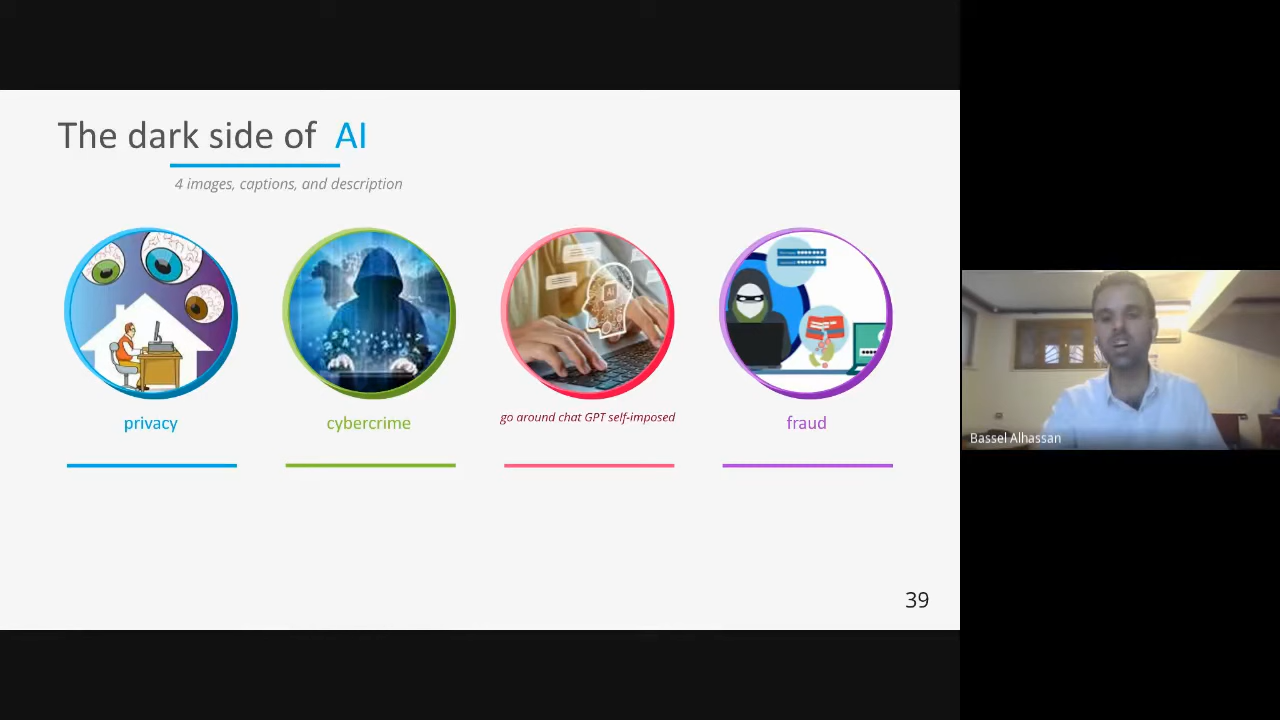 The dark side of AI
4 images, captions, and description
AI
privacy
cybercrime
go around chat GPT self-imposed
fraud
39
Bassel Alhassan